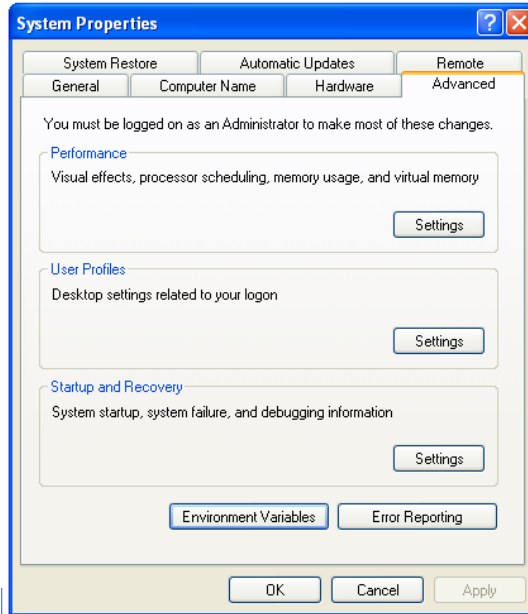 System Properties
System Restore Automatic Updates Remote
General Computer Name Hardware Advanced
You must be logged on as an Administrator to make most of these changes.
Performance
Visual effects, processor scheduling, memory usage, and virtual memory
Settings
User Profiles
Desktop settings related to your logon
Settings
Startup and Recovery
System startup, system failure, and debugging information
Settings
Environment Variables Error Reporting
OK Cancel Apply